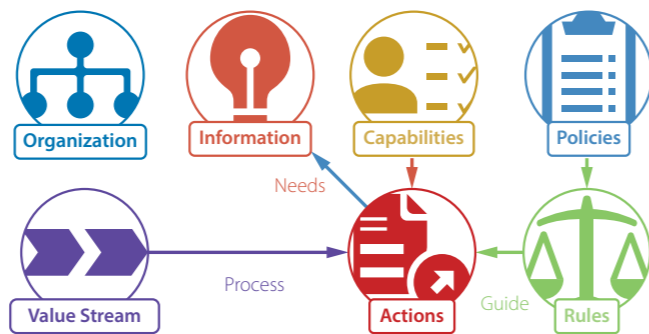 Organization
Information
Capabilities
Policies
Needs
Process
Guide
Value Stream
Actions
Rules